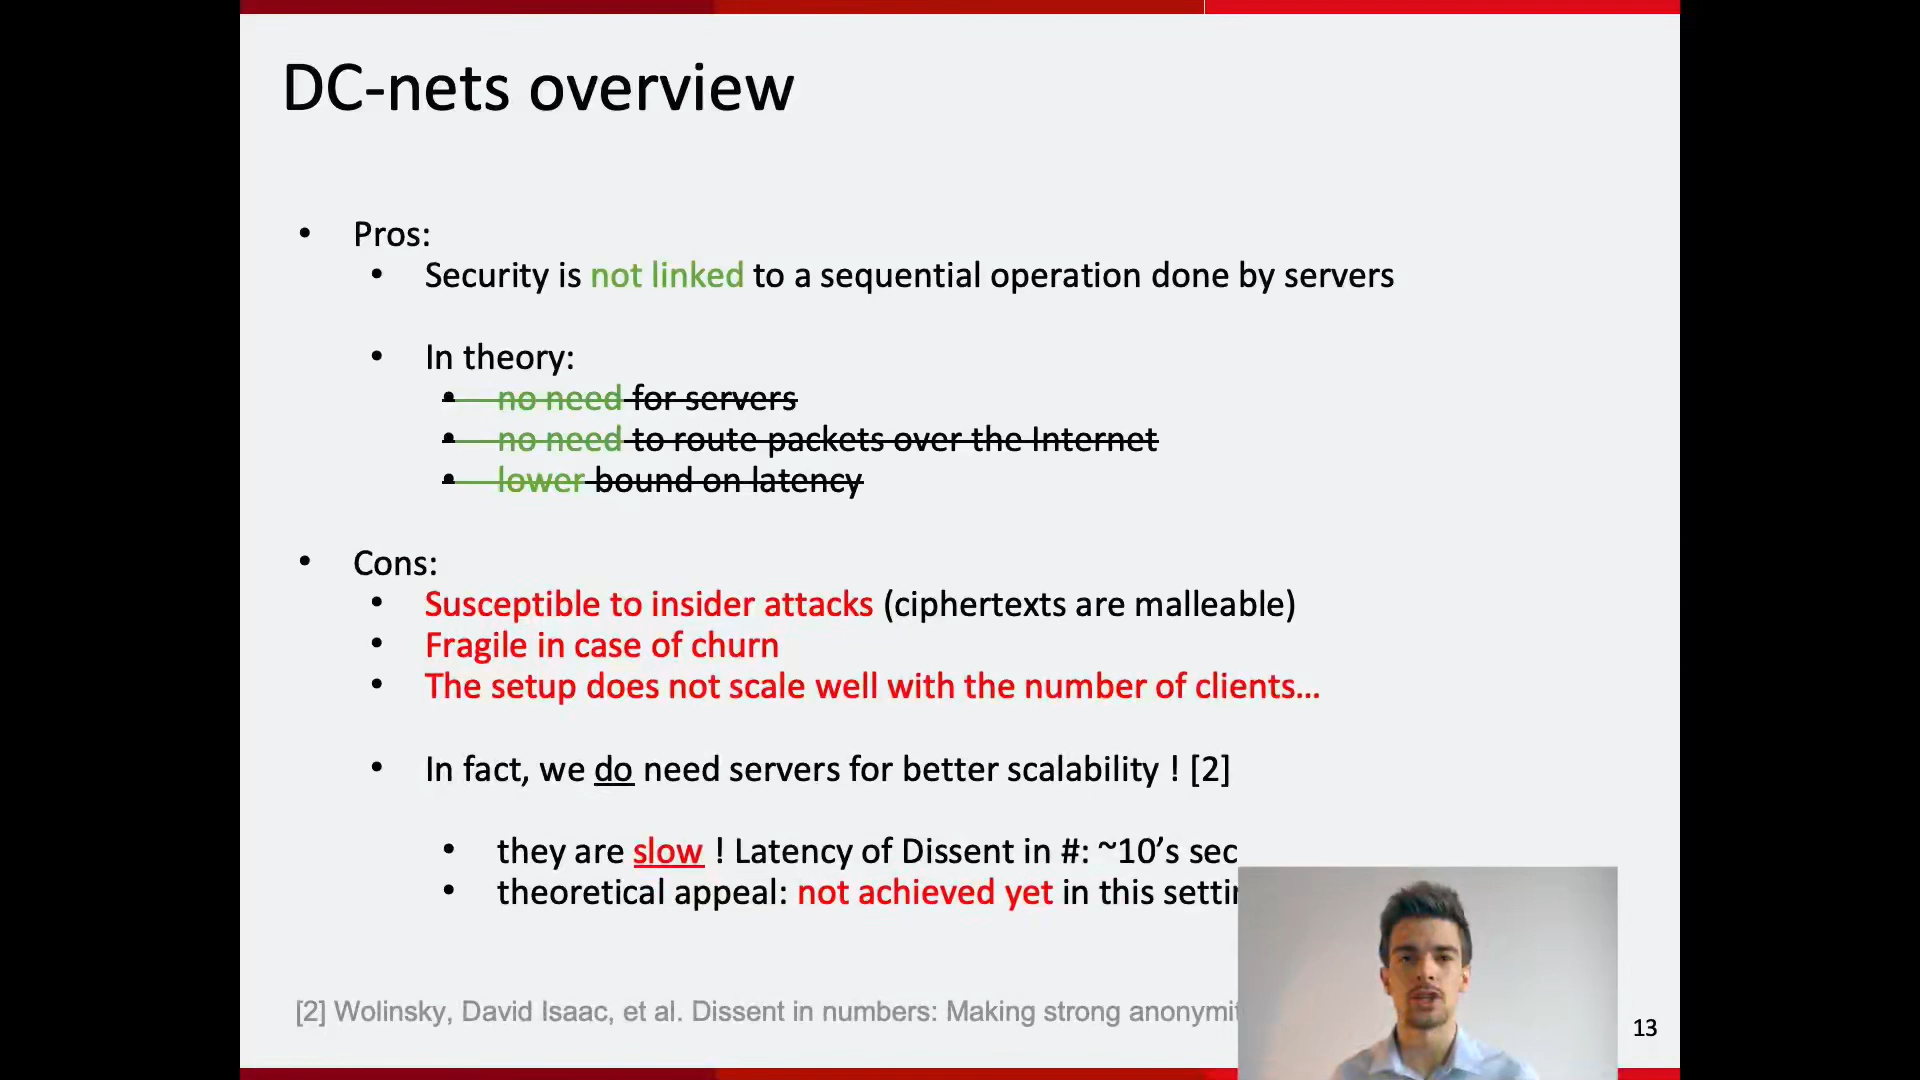 DC-nets overview
• Pros:
• Security is not linked to a sequential operation done by servers
• In theory:
• no need for servers
• no need to route packets over the Internet
• lower bound on latency
• Cons:
• Susceptible to insider attacks (ciphertexts are malleable)
• Fragile in case of churn
• The setup does not scale well with the number of clients…
• In fact, we do need servers for better scalability ! [2]
• they are slow ! Latency of Dissent in #: ~10’s sec
• theoretical appeal: not achieved yet in this
[2] Wolinsky, David Isaac, et al. Dissent in numbers: Making strong
13